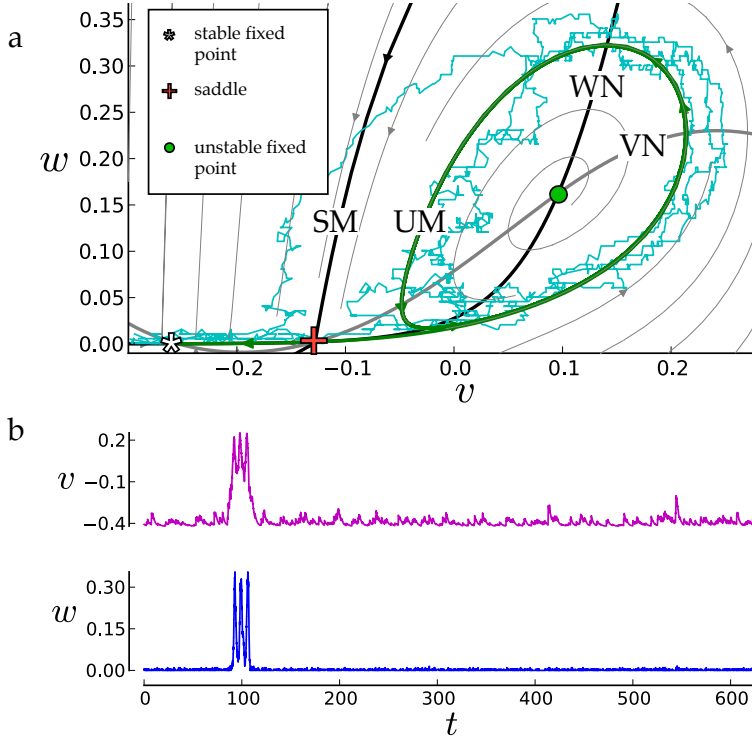 a
stable fixed
point
saddle
unstable fixed
point
w
0.35
0.30
0.25
0.20
0.15
0.10
0.05
0.00
WN
VN
SM
UM
−0.2
−0.1
0.0
0.1
0.2
v
b
v
0.2
−0.1
−0.4
w
0.30
0.15
0.00
0
100
200
300
400
500
600
t